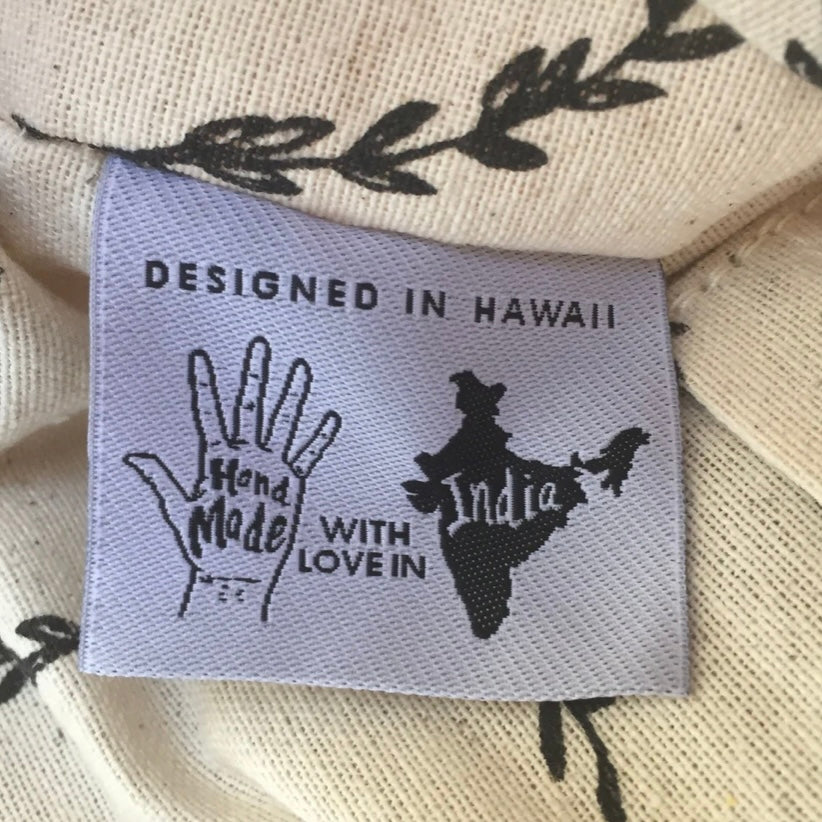 DESIGNED IN HAWAII
Hand
Made
WITH
LOVE IN
India